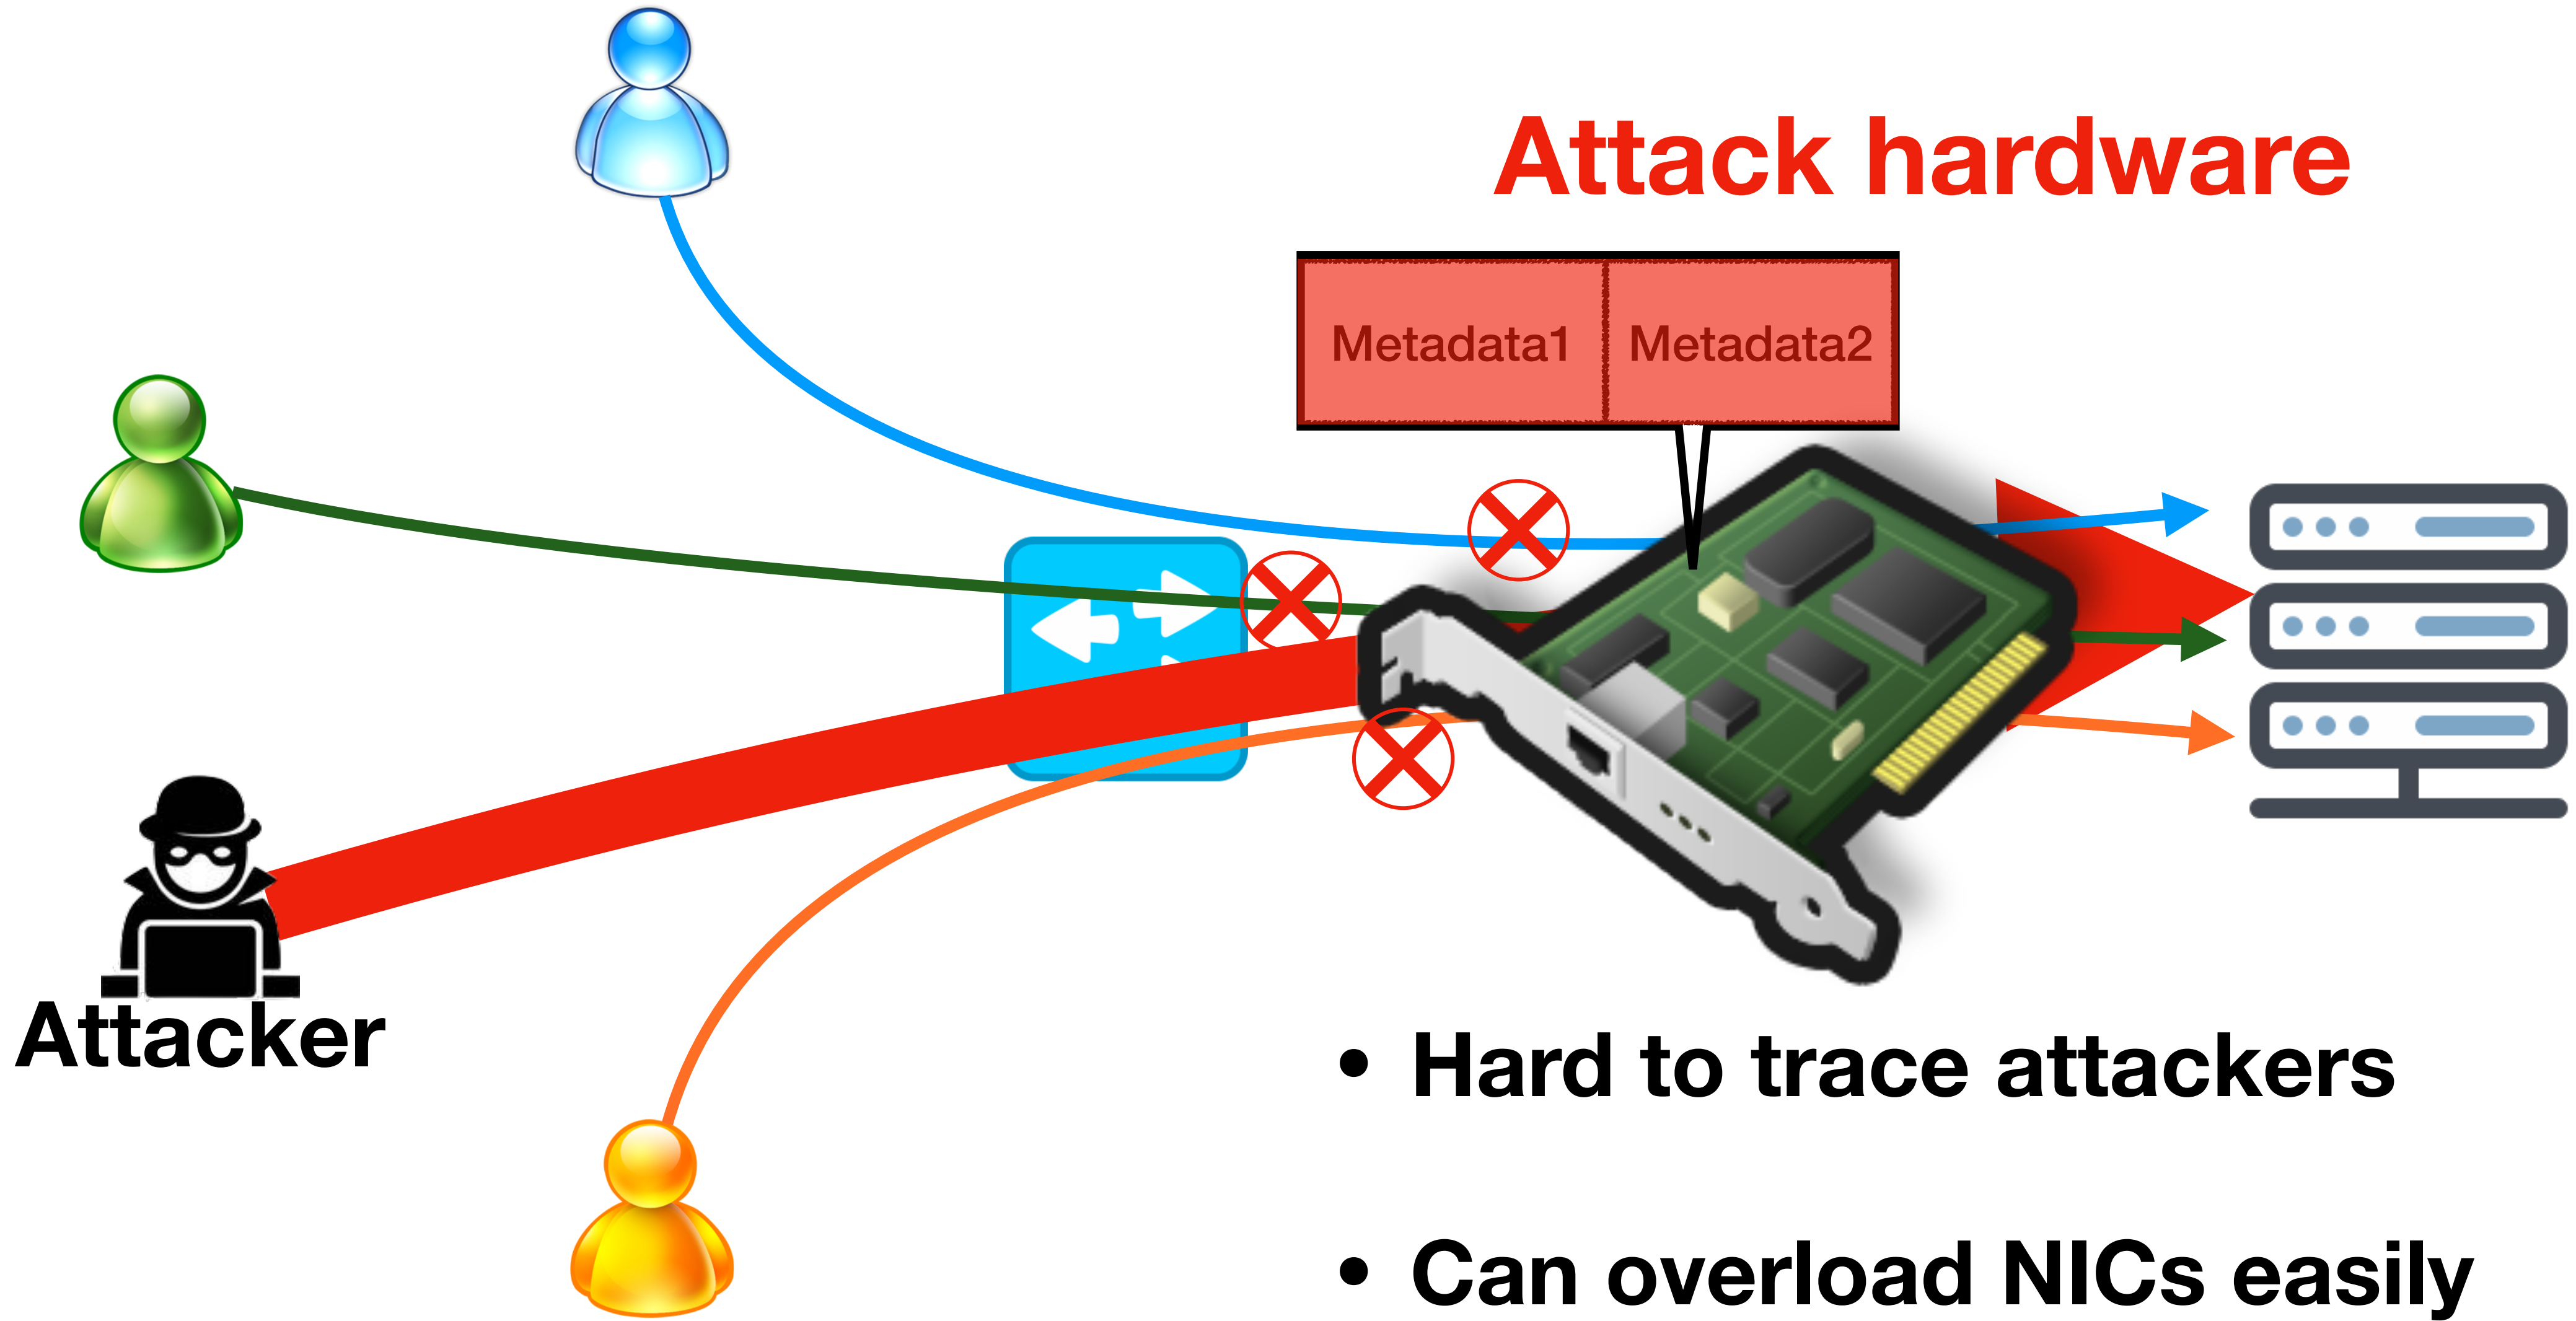 Attack hardware
Metadata1 Metadata2
Attacker
• Hard to trace attackers
• Can overload NICs easily